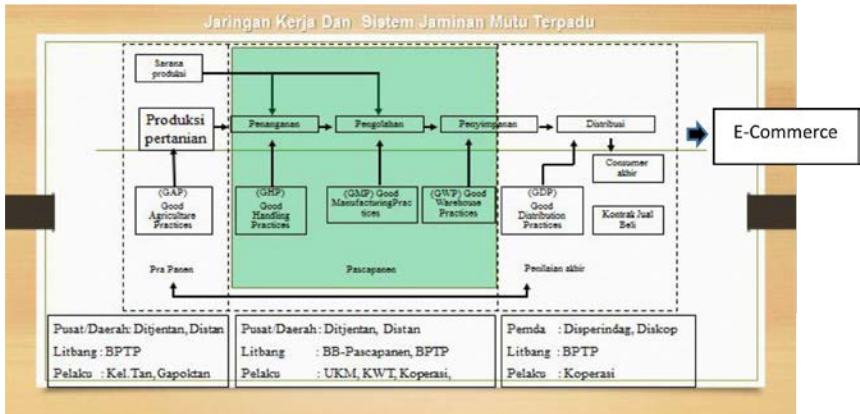 Jaringan Kerja Dan Sistem Jaminan Mutu Terpadu
Sarana
produksi
Produksi
pertanian
Penanganan
Pengolahan
Penyimpanan
Distribusi
E-Commerce
Consumer
akhir
(GAP)
Good
Agriculture
Practices
(GHP)
Good
Handling
Practices
(GMP) Good
ManufacturingPrac
tices
(GWP) Good
Warehouse
Practices
(GDP)
Good
Distribution
Practices
Kontrak Jual
Beli
Pra Panen
Pascapanen
Penilaian akhir
Pusat/Daerah: Ditjentan, Distan
Litbang : BPTP
Pelaku : Kel.Tan, Gapoktan
Pusat/Daerah : Ditjentan, Distan
Litbang : BB-Pascapanen, BPTP
Pelaku : UKM, KWT, Koperasi,
Pemda : Disperindag, Diskop
Litbang : BPTP
Pelaku : Koperasi